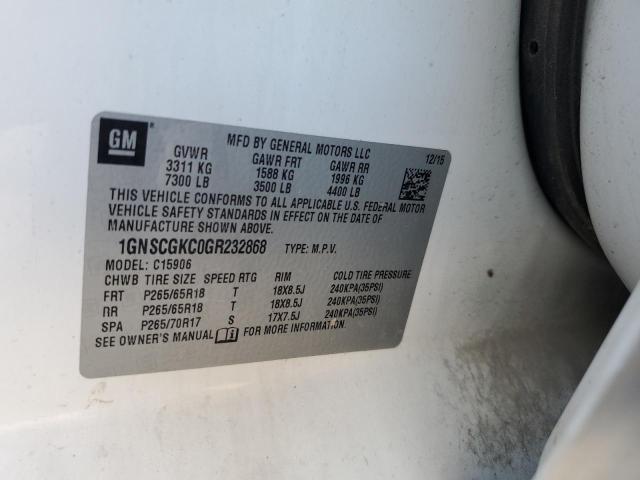 GM
MFD BY GENERAL MOTORS LLC
12/15
GVWR GAWR FRT GAWR RR
3311 KG 1588 KG 1996 KG
7300 LB 3500 LB 4400 LB
THIS VEHICLE CONFORMS TO ALL APPLICABLE U.S. FEDERAL MOTOR
VEHICLE SAFETY STANDARDS IN EFFECT ON THE DATE OF
MANUFACTURE SHOWN ABOVE.
1GNSCGKC0GR232868 TYPE: M.P.V.
MODEL: C15906
CHWB TIRE SIZE SPEED RTG RIM COLD TIRE PRESSURE
FRT P265/65R18 T 18X8.5J 240KPA(35PSI)
RR P265/65R18 T 18X8.5J 240KPA(35PSI)
SPA P265/70R17 S 17X7.5J 240KPA(35PSI)
SEE OWNER'S MANUAL FOR MORE INFORMATION.